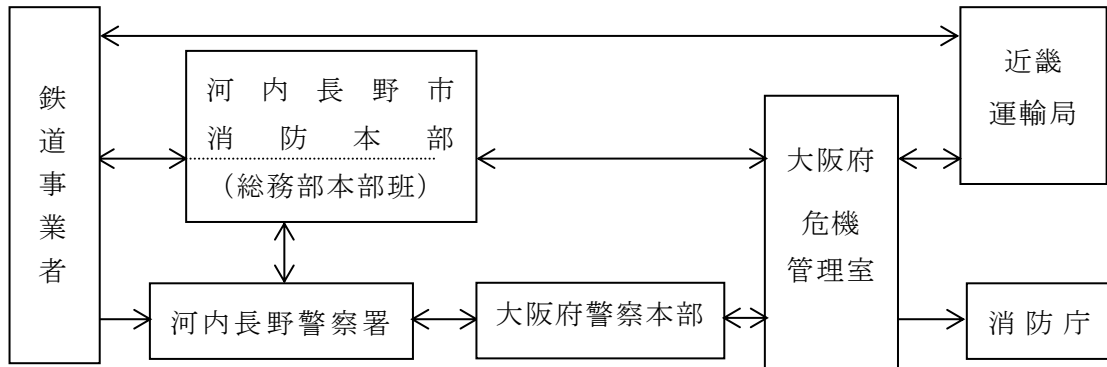 鉄道事業者
河内長野市
消防本部
（総務部本部班）
河内長野警察署
大阪府警察本部
大阪府
危機
管理室
近畿
運輸局
消防庁